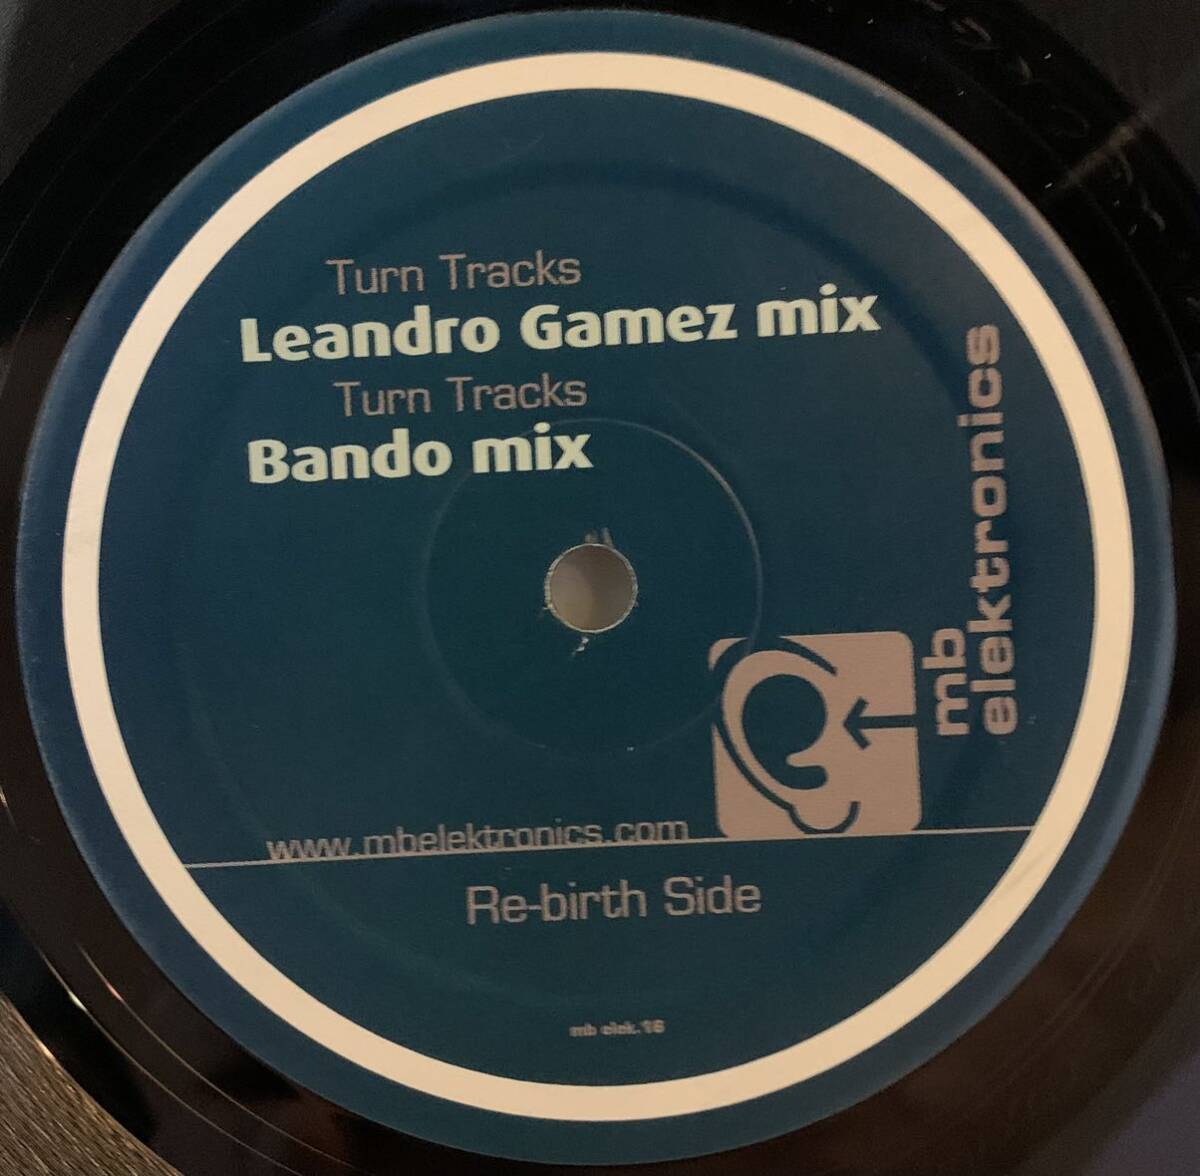 Turn Tracks
Leandro Gamez mix
Turn Tracks
Bando mix
mb
elektronics
www.mbelektronics.com
Re-birth Side
mb elek.16